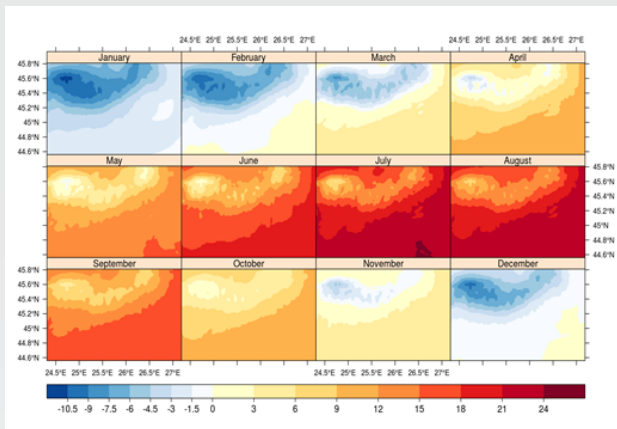 24.5°E 25.5°E 26°E 27°E 24.5°E 25.5°E 26.5°E 27°E
January February March April
45.8°N
45.6°N
45.4°N
45.2°N
45°N
44.8°N
44.6°N
May June July August
45.8°N
45.6°N
45.4°N
45.2°N
45°N
44.8°N
44.6°N
September October November December
45.8°N
45.6°N
45.4°N
45.2°N
45°N
44.8°N
44.6°N
24.5°E 25°E 25.5°E 26°E 26.5°E 27°E 24.5°E 25°E 25.5°E 26°E 26.5°E 27°E
-10.5 -9 -7.5 -6 -4.5 -3 -1.5 0 3 6 9 12 15 18 21 24